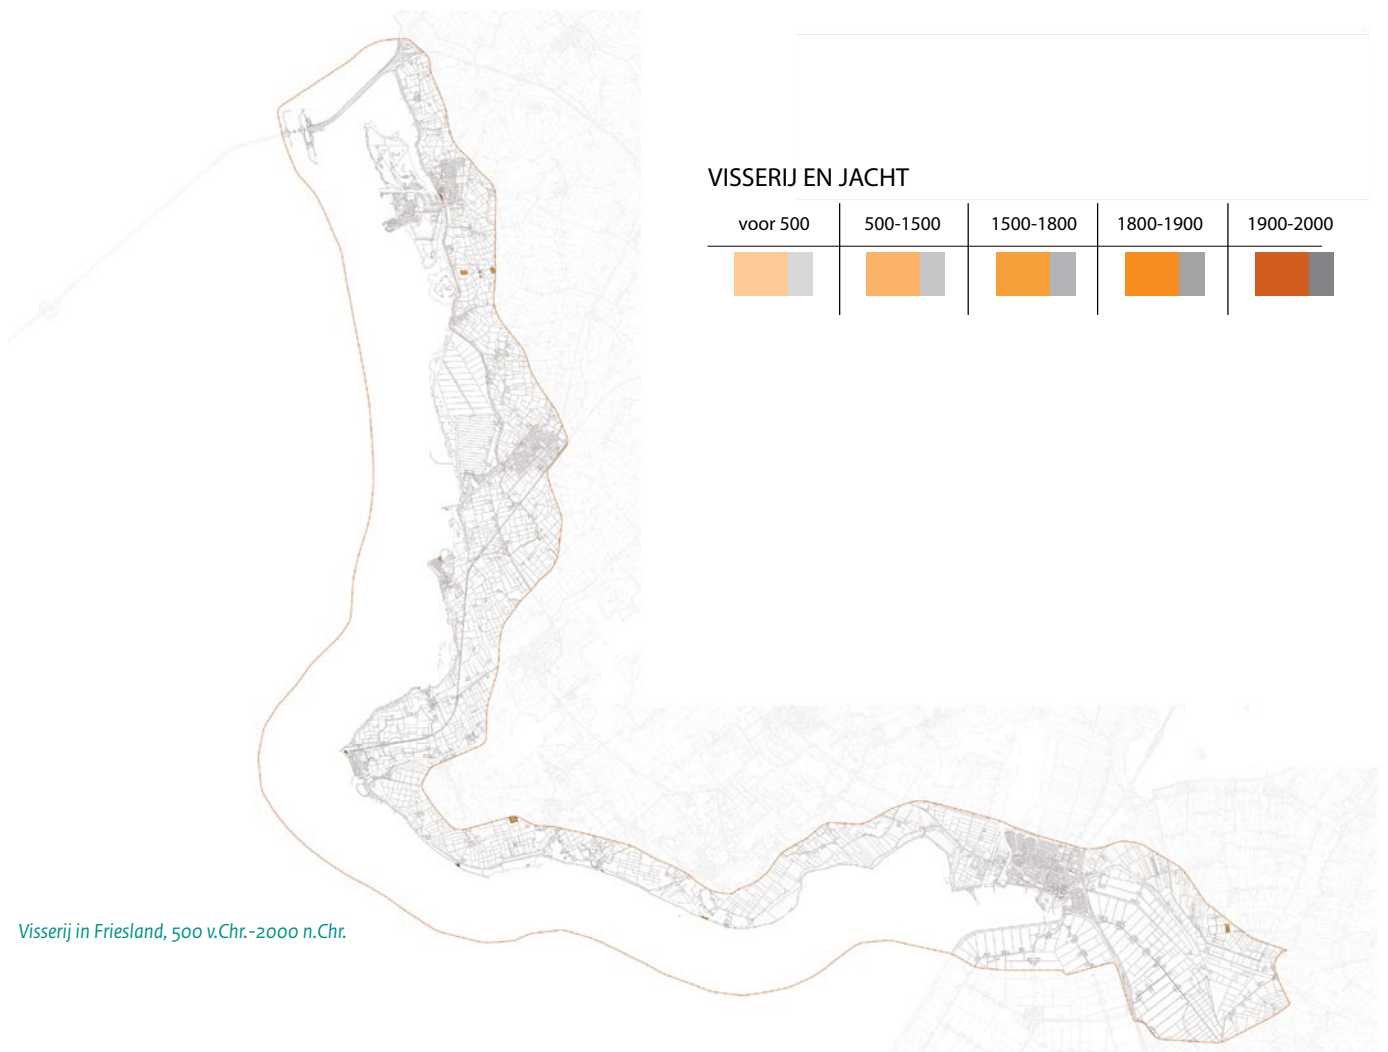 VISSERIJ EN JACHT
voor 500 500-1500 1500-1800 1800-1900 1900-2000
Visserij in Friesland, 500 v.Chr.-2000 n.Chr.